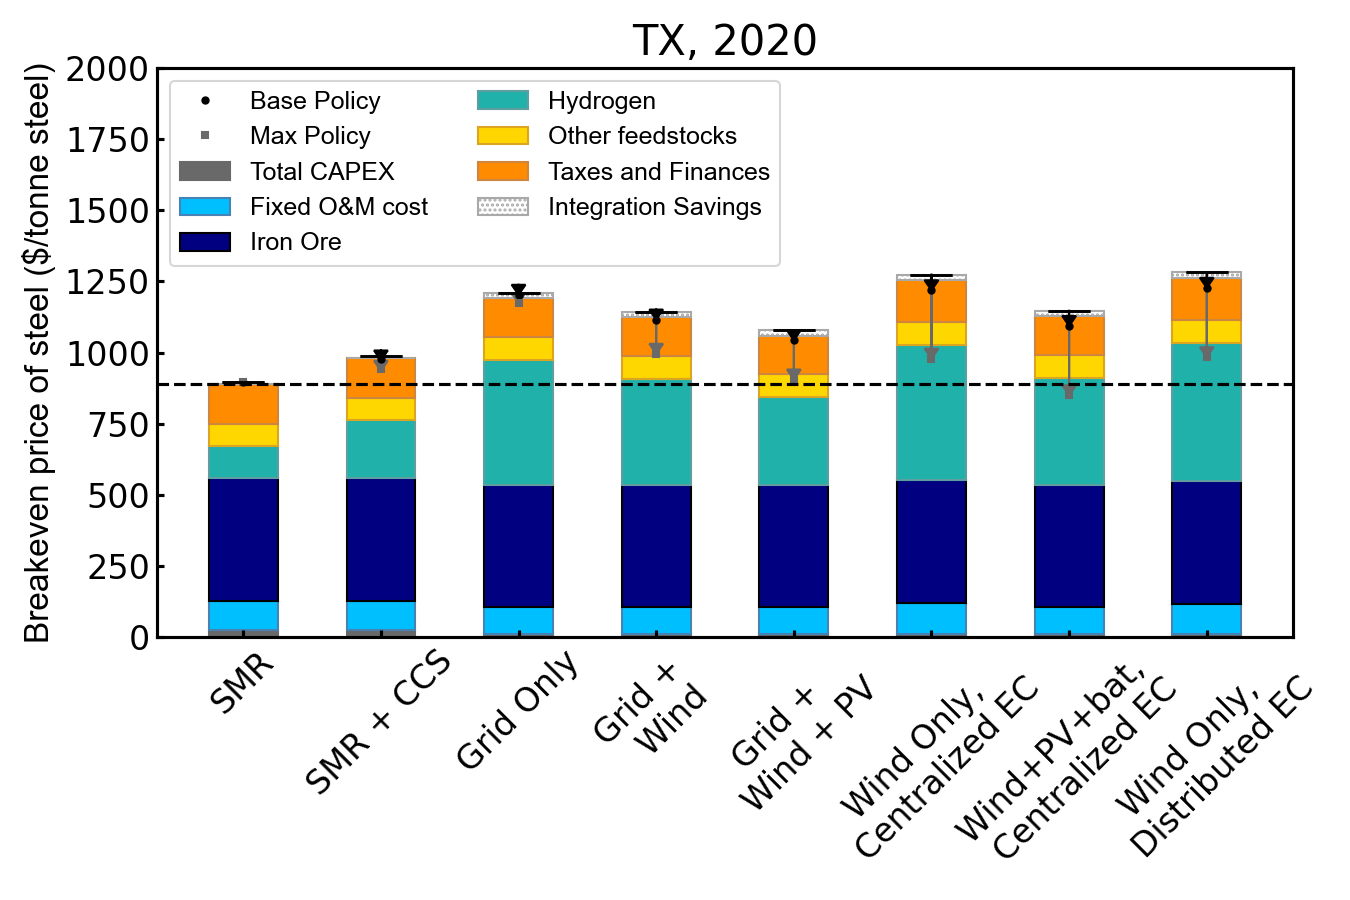 TX, 2020
Breakeven price of steel ($/tonne steel)
2000
1750
1500
1250
1000
750
500
250
0
Base Policy
Max Policy
Total CAPEX
Fixed O&M cost
Iron Ore
Hydrogen
Other feedstocks
Taxes and Finances
Integration Savings
SMR
SMR + CCS
Grid Only
Grid +
Wind
Grid +
Wind + PV
Wind Only,
Centralized EC
Wind+PV+bat,
Centralized EC
Wind Only,
Distributed EC